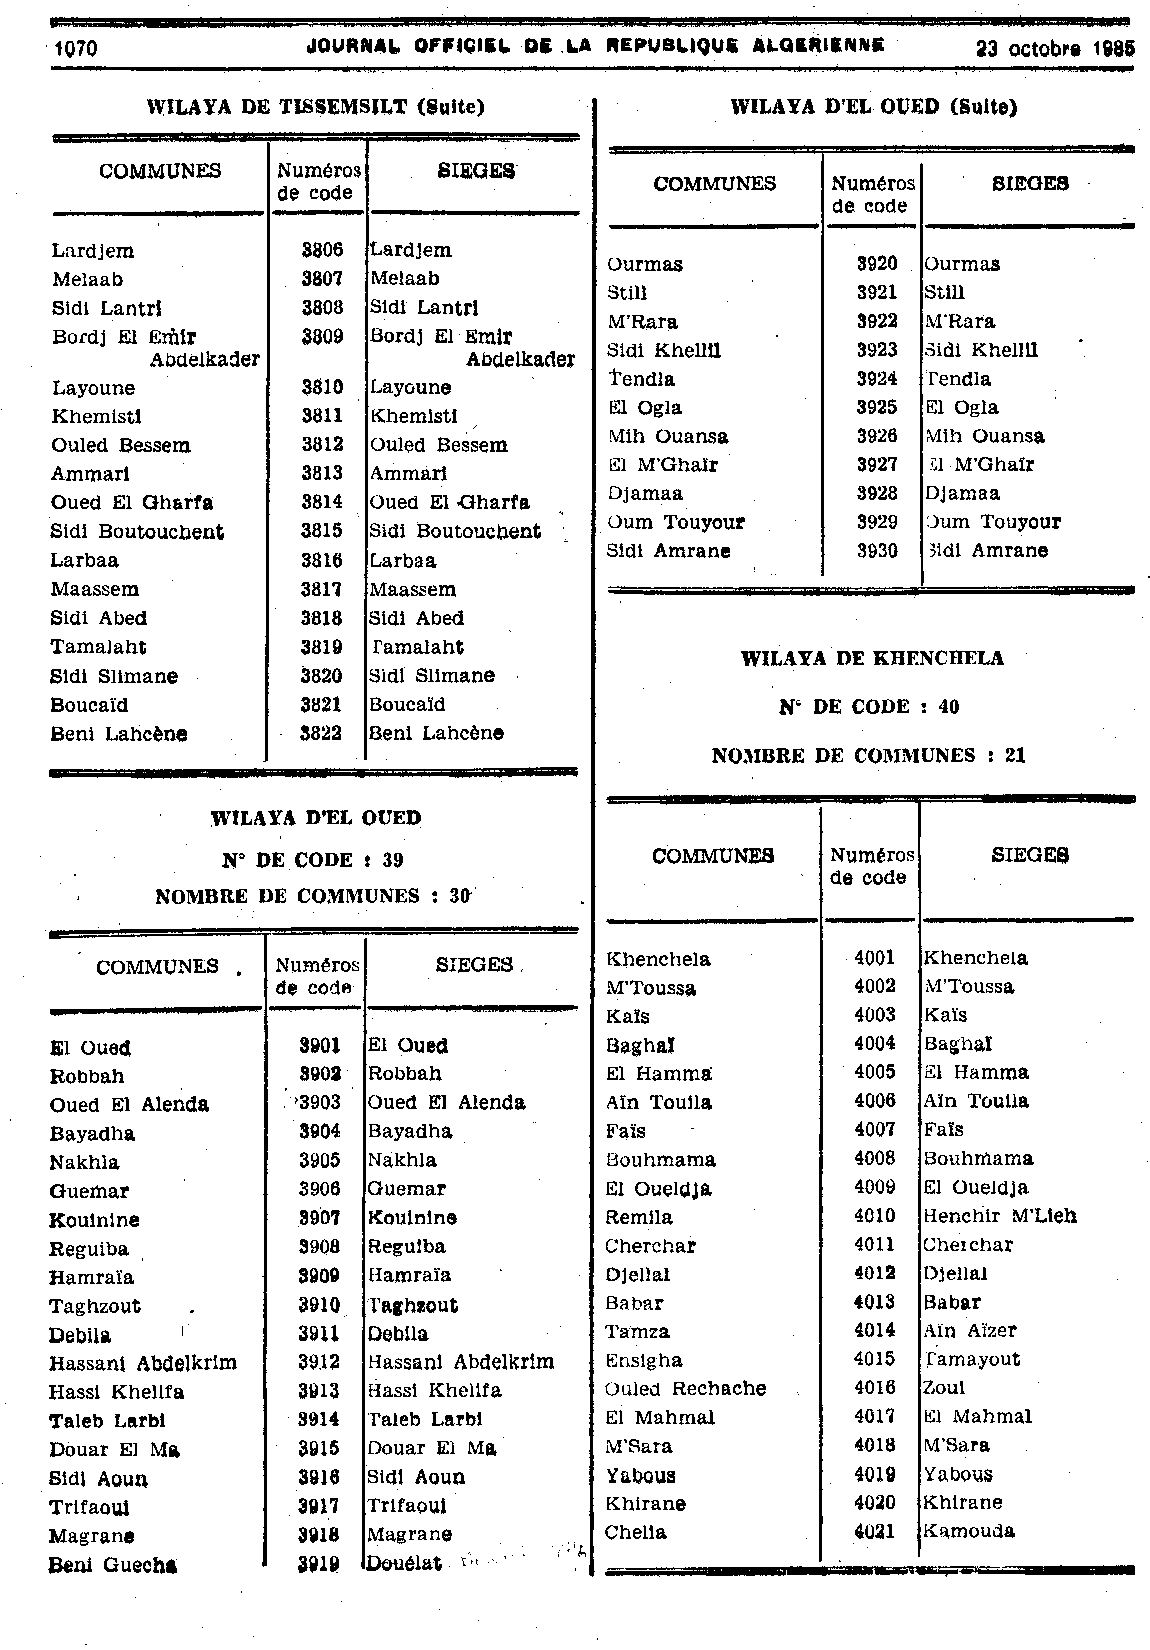 1070 JOURNAL OFFICIEL DE LA REPUBLIQUE ALGERIENNE 23 octobre 1985
WILAYA DE TISSEMSILT (Suite)
COMMUNES Numéros SIEGES
de code
Lardjem 3806 Lardjem
Melaab 3807 Melaab
Sidi Lantri 3808 Sidi Lantri
Bordj El Emir 3809 Bordj El Emir
Abdelkader Abdelkader
Layoune 3810 Layoune
Khemisti 3811 Khemisti
Ouled Bessem 3812 Ouled Bessem
Ammari 3813 Ammari
Oued El Gharfa 3814 Oued El Gharfa
Sidi Boutouchent 3815 Sidi Boutouchent
Larbaa 3816 Larbaa
Maassem 3817 Maassem
Sidi Abed 3818 Sidi Abed
Tamalaht 3819 Tamalaht
Sidi Slimane 3820 Sidi Slimane
Boucaïd 3821 Boucaïd
Beni Lahcène 3822 Beni Lahcène
WILAYA D'EL OUED
N° DE CODE : 39
NOMBRE DE COMMUNES : 30
COMMUNES Numéros SIEGES
de code
El Oued 3901 El Oued
Robbah 3902 Robbah
Oued El Alenda 3903 Oued El Alenda
Bayadha 3904 Bayadha
Nakhla 3905 Nakhla
Guemar 3906 Guemar
Kouinine 3907 Kouinine
Reguiba 3908 Reguiba
Hamraïa 3909 Hamraïa
Taghzout 3910 Taghzout
Debila 3911 Debila
Hassani Abdelkrim 3912 Hassani Abdelkrim
Hassi Khelifa 3913 Hassi Khelifa
Taleb Larbi 3914 Taleb Larbi
Douar El Ma 3915 Douar El Ma
Sidi Aoun 3916 Sidi Aoun
Trifaoui 3917 Trifaoui
Magrane 3918 Magrane
Beni Guecha 3919 Douélat
WILAYA D'EL OUED (Suite)
COMMUNES Numéros SIEGES
de code
Ourmas 3920 Ourmas
Still 3921 Still
M'Rara 3922 M'Rara
Sidi Khellil 3923 Sidi Khellil
Tendla 3924 Tendla
El Ogla 3925 El Ogla
Mih Ouansa 3926 Mih Ouansa
El M'Ghair 3927 El M'Ghair
Djamaa 3928 Djamaa
Oum Touyour 3929 Oum Touyour
Sidi Amrane 3930 Sidi Amrane
WILAYA DE KHENCHELA
N° DE CODE : 40
NOMBRE DE COMMUNES : 21
COMMUNES Numéros SIEGES
de code
Khenchela 4001 Khenchela
M'Toussa 4002 M'Toussa
Kaïs 4003 Kaïs
Baghaï 4004 Baghaï
El Hamma 4005 El Hamma
Aïn Touila 4006 Aïn Touila
Faïs 4007 Faïs
Bouhmama 4008 Bouhmama
El Oueldja 4009 El Oueldja
Remila 4010 Henchir M'Lieh
Cherchar 4011 Cherchar
Djellal 4012 Djellal
Babar 4013 Babar
Tamza 4014 Aïn Aïzer
Ensigha 4015 Tamayout
Ouled Rechache 4016 Zoui
El Mahmal 4017 El Mahmal
M'Sara 4018 M'Sara
Yabous 4019 Yabous
Khirane 4020 Khirane
Chelia 4021 Kamouda